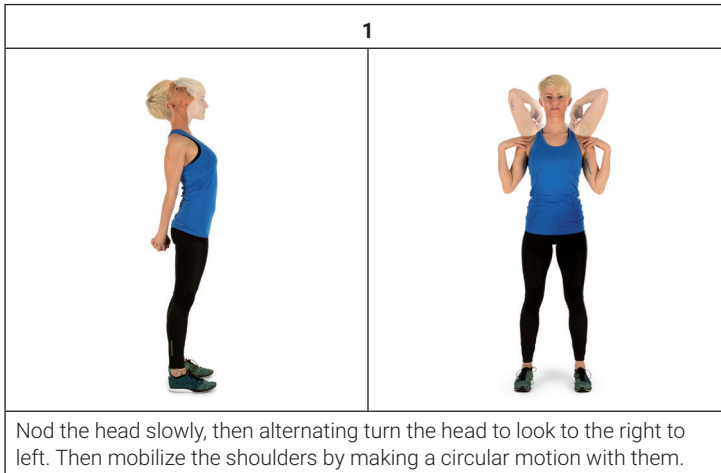 1
Nod the head slowly, then alternating turn the head to look to the right to
left. Then mobilize the shoulders by making a circular motion with them.